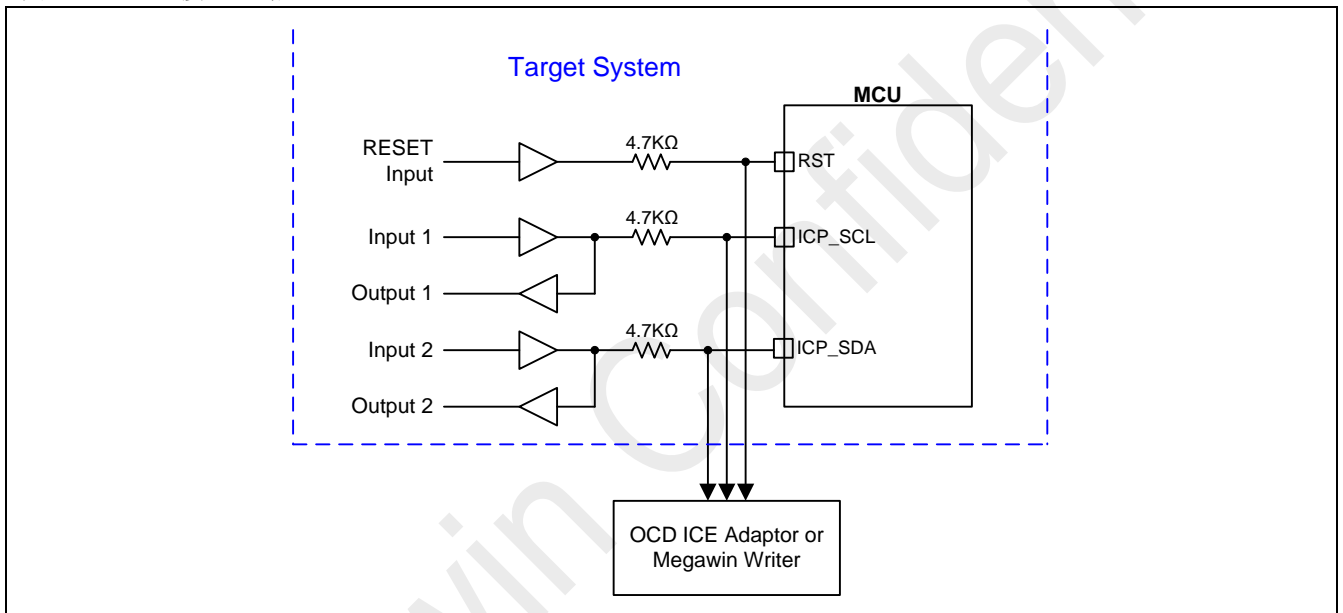 Target System
MCU
RESET
Input
4.7KΩ
RST
Input 1
4.7KΩ
ICP_SCL
Output 1
Input 2
4.7KΩ
ICP_SDA
Output 2
OCD ICE Adaptor or
Megawin Writer